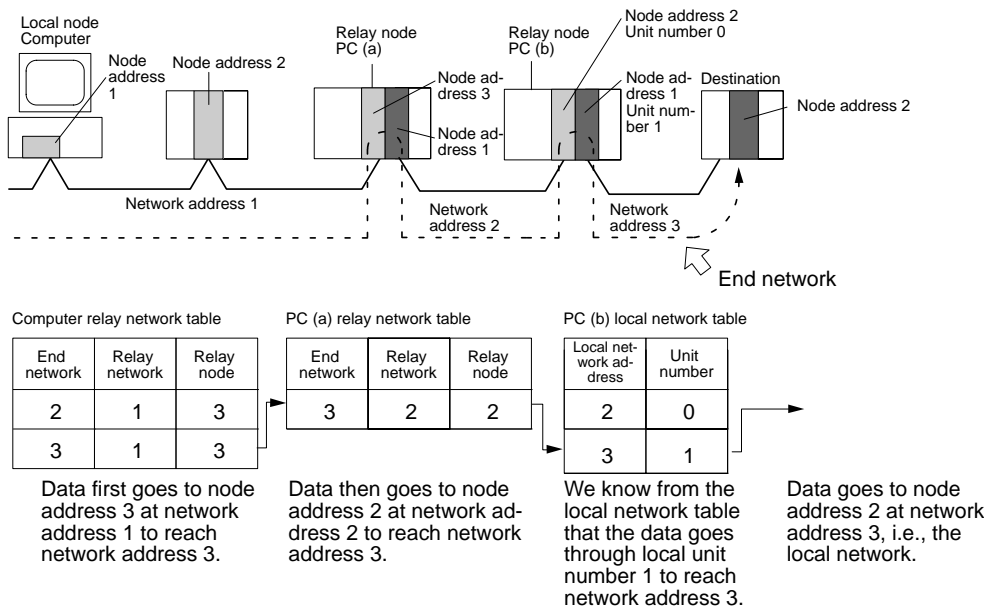 Local node
Computer
Node
address
1
Node address 2
Relay node
PC (a)
Node ad-
dress 3
Node ad-
dress 1
Relay node
PC (b)
Node address 2
Unit number 0
Node ad-
dress 1
Unit num-
ber 1
Destination
Node address 2
Network address 1
Network
address 2
Network
address 3
End network
Computer relay network table
End network
Relay network
Relay node
2 1 3
3 1 3
Data first goes to node
address 3 at network
address 1 to reach
network address 3.
PC (a) relay network table
End network
Relay network
Relay node
3 2 2
Data then goes to node
address 2 at network ad-
dress 2 to reach network
address 3.
PC (b) local network table
Local net-
work ad-
dress
Unit
number
2 0
3 1
We know from the
local network table
that the data goes
through local unit
number 1 to reach
network address 3.
Data goes to node
address 2 at network
address 3, i.e., the
local network.